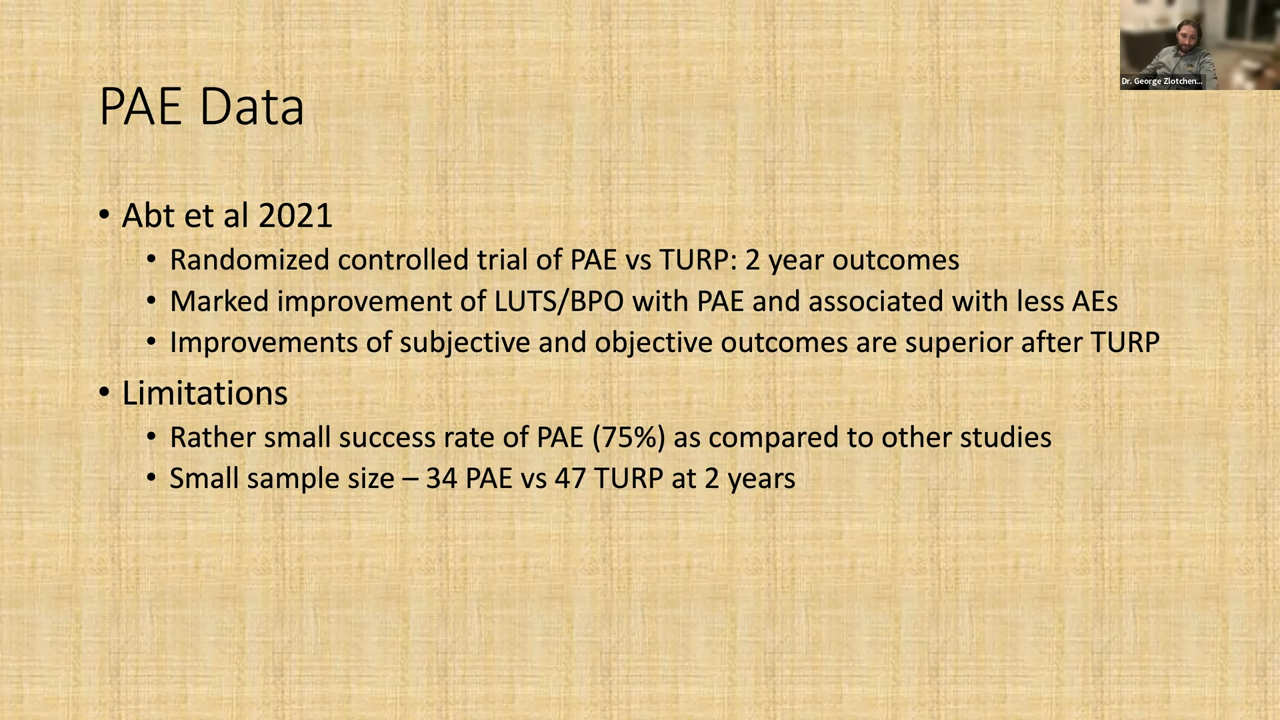 Dr. George Zlotchen...
PAE Data
• Abt et al 2021
• Randomized controlled trial of PAE vs TURP: 2 year outcomes
• Marked improvement of LUTS/BPO with PAE and associated with less AEs
• Improvements of subjective and objective outcomes are superior after TURP
• Limitations
• Rather small success rate of PAE (75%) as compared to other studies
• Small sample size – 34 PAE vs 47 TURP at 2 years